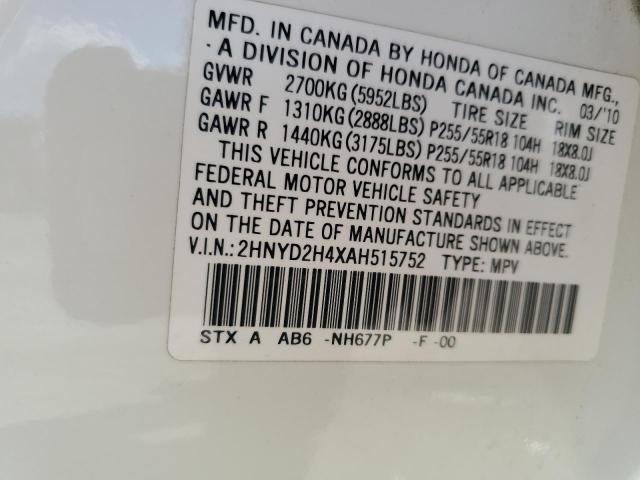 MFD. IN CANADA BY HONDA OF CANADA MFG.,
· A DIVISION OF HONDA CANADA INC. 03/'10
GVWR 2700KG(5952LBS) TIRE SIZE RIM SIZE
GAWR F 1310KG(2888LBS) P255/55R18 104H 18X8.0J
GAWR R 1440KG(3175LBS) P255/55R18 104H 18X8.0J
THIS VEHICLE CONFORMS TO ALL APPLICABLE
FEDERAL MOTOR VEHICLE SAFETY
AND THEFT PREVENTION STANDARDS IN EFFECT
ON THE DATE OF MANUFACTURE SHOWN ABOVE.
V.I.N.:2HNYD2H4XAH515752 TYPE: MPV
STX A AB6 -NH677P -F -00